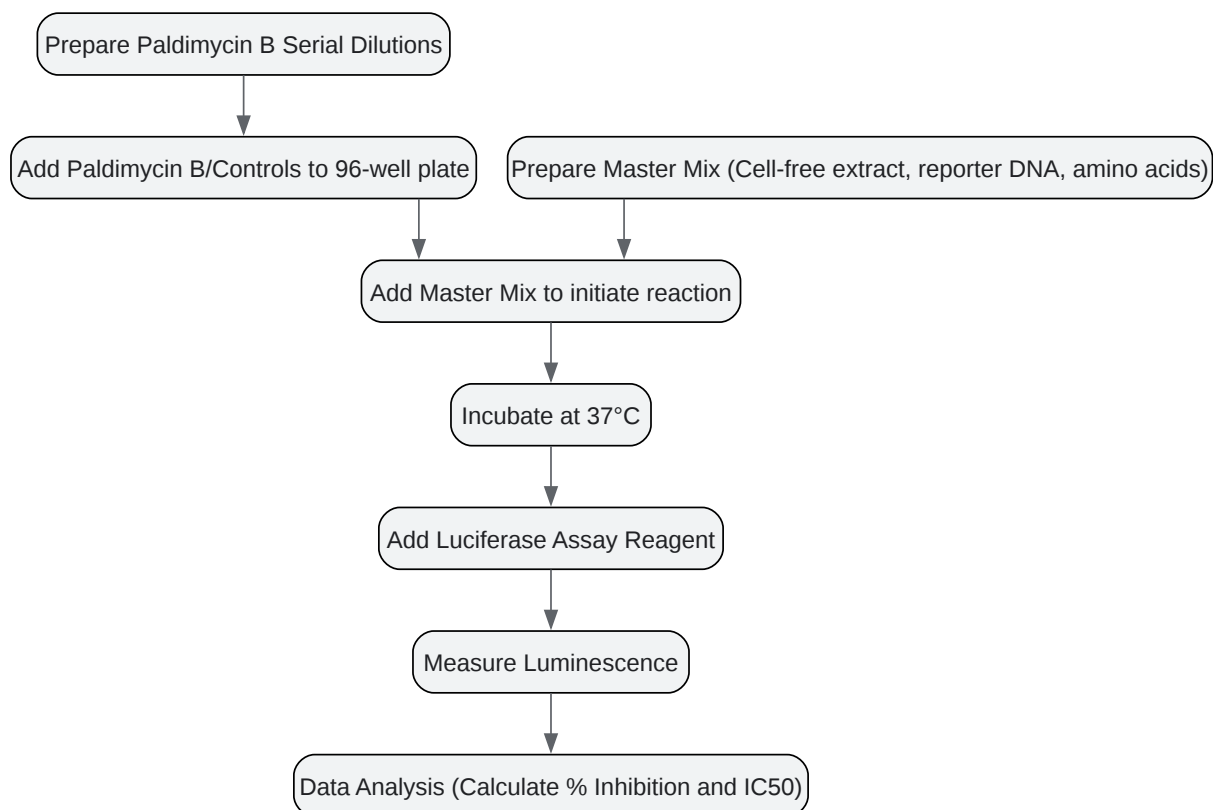 Prepare Paldimycin B Serial Dilutions
Add Paldimycin B/Controls to 96-well plate
Prepare Master Mix (Cell-free extract, reporter DNA, amino acids)
Add Master Mix to initiate reaction
Incubate at 37°C
Add Luciferase Assay Reagent
Measure Luminescence
Data Analysis (Calculate % Inhibition and IC50)